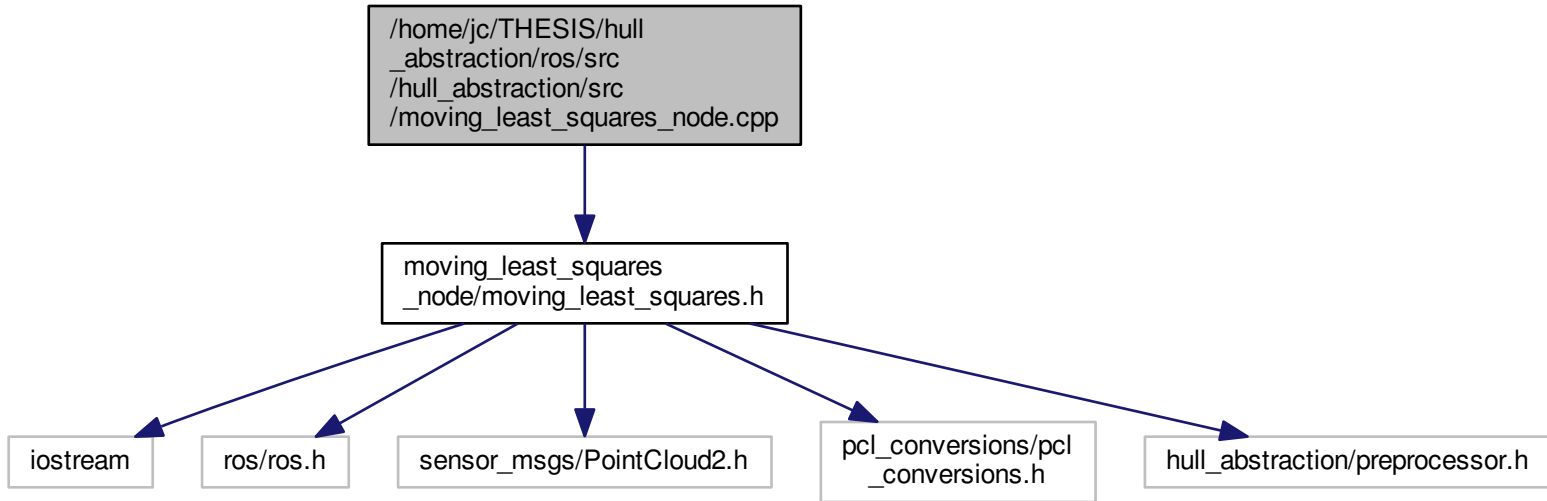 /home/jc/THESIS/hull
_abstraction/ros/src
/hull_abstraction/src
/moving_least_squares_node.cpp
moving_least_squares
_node/moving_least_squares.h
iostream
ros/ros.h
sensor_msgs/PointCloud2.h
pcl_conversions/pcl
_conversions.h
hull_abstraction/preprocessor.h